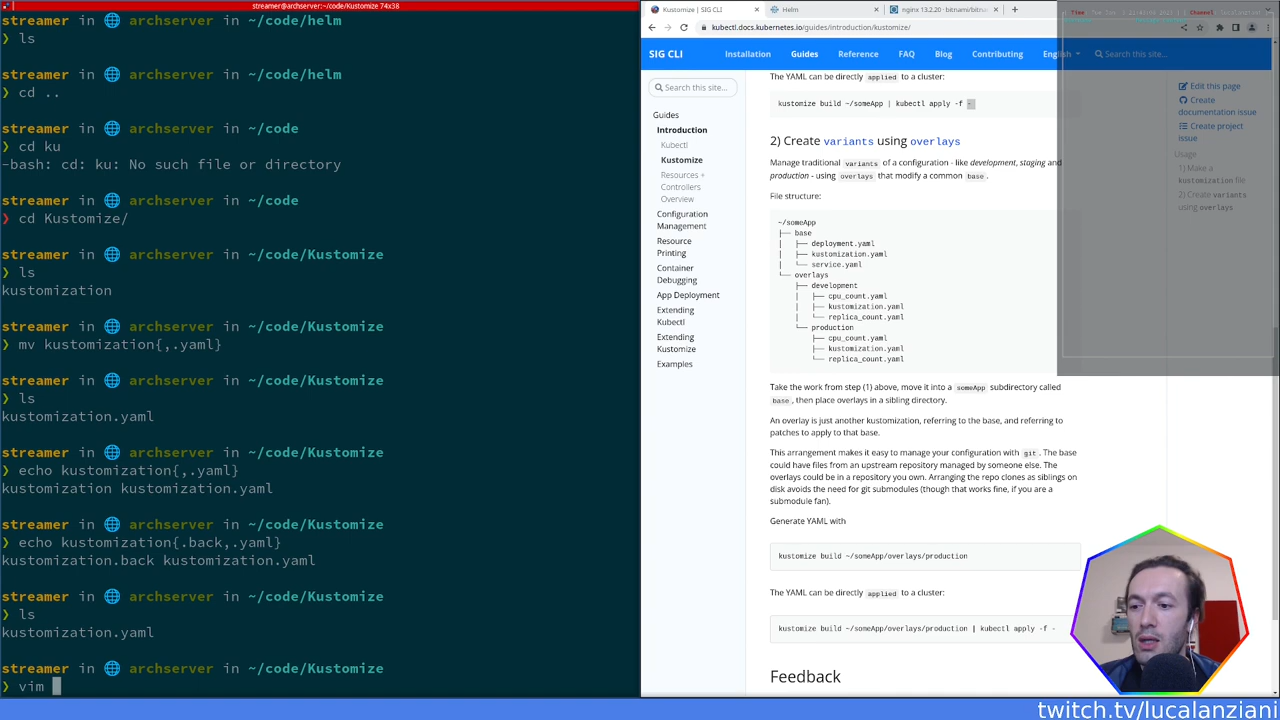 streamer@archserver:~/code/Kustomize 74x38
streamer in 🌐 archserver in ~/code/helm
❯ ls
streamer in 🌐 archserver in ~/code/helm
❯ cd ..
streamer in 🌐 archserver in ~/code
❯ cd ku
-bash: cd: ku: No such file or directory
streamer in 🌐 archserver in ~/code
❯ cd Kustomize/
streamer in 🌐 archserver in ~/code/Kustomize
❯ ls
kustomization
streamer in 🌐 archserver in ~/code/Kustomize
❯ mv kustomization{,.yaml}
streamer in 🌐 archserver in ~/code/Kustomize
❯ ls
kustomization.yaml
streamer in 🌐 archserver in ~/code/Kustomize
❯ echo kustomization{,.yaml}
kustomization kustomization.yaml
streamer in 🌐 archserver in ~/code/Kustomize
❯ echo kustomization{.back,.yaml}
kustomization.back kustomization.yaml
streamer in 🌐 archserver in ~/code/Kustomize
❯ ls
kustomization.yaml
streamer in 🌐 archserver in ~/code/Kustomize
❯ vim
Kustomize | SIG CLI
Helm
nginx 13.2.20 · bitnami/bitn
kubectl.docs.kubernetes.io/guides/introduction/kustomize/
SIG CLI
Installation
Guides
Reference
FAQ
Blog
Contributing
English
Search this site...
Search this site...
Guides
Introduction
Kubectl
Kustomize
Resources +
Controllers
Overview
Configuration
Management
Resource
Printing
Container
Debugging
App Deployment
Extending
Kubectl
Extending
Kustomize
Examples
The YAML can be directly applied to a cluster:
kustomize build ~/someApp | kubectl apply -f -
2) Create variants using overlays
Manage traditional variants of a configuration - like development, staging and
production - using overlays that modify a common base.
File structure:
~/someApp
├── base
│   ├── deployment.yaml
│   ├── kustomization.yaml
│   └── service.yaml
└── overlays
    ├── development
    │   ├── cpu_count.yaml
    │   ├── kustomization.yaml
    │   └── replica_count.yaml
    └── production
        ├── cpu_count.yaml
        ├── kustomization.yaml
        └── replica_count.yaml
Take the work from step (1) above, move it into a someApp subdirectory called
base, then place overlays in a sibling directory.
An overlay is just another kustomization, referring to the base, and referring to
patches to apply to that base.
This arrangement makes it easy to manage your configuration with git. The base
could have files from an upstream repository managed by someone else. The
overlays could be in a repository you own. Arranging the repo clones as siblings on
disk avoids the need for git submodules (though that works fine, if you are a
submodule fan).
Generate YAML with
kustomize build ~/someApp/overlays/production
The YAML can be directly applied to a cluster:
kustomize build ~/someApp/overlays/production | kubectl apply -f -
Feedback
Edit this page
Create
documentation issue
Create project
issue
Usage
1) Make a
kustomization file
2) Create variants
using overlays
twitch.tv/lucalanziani